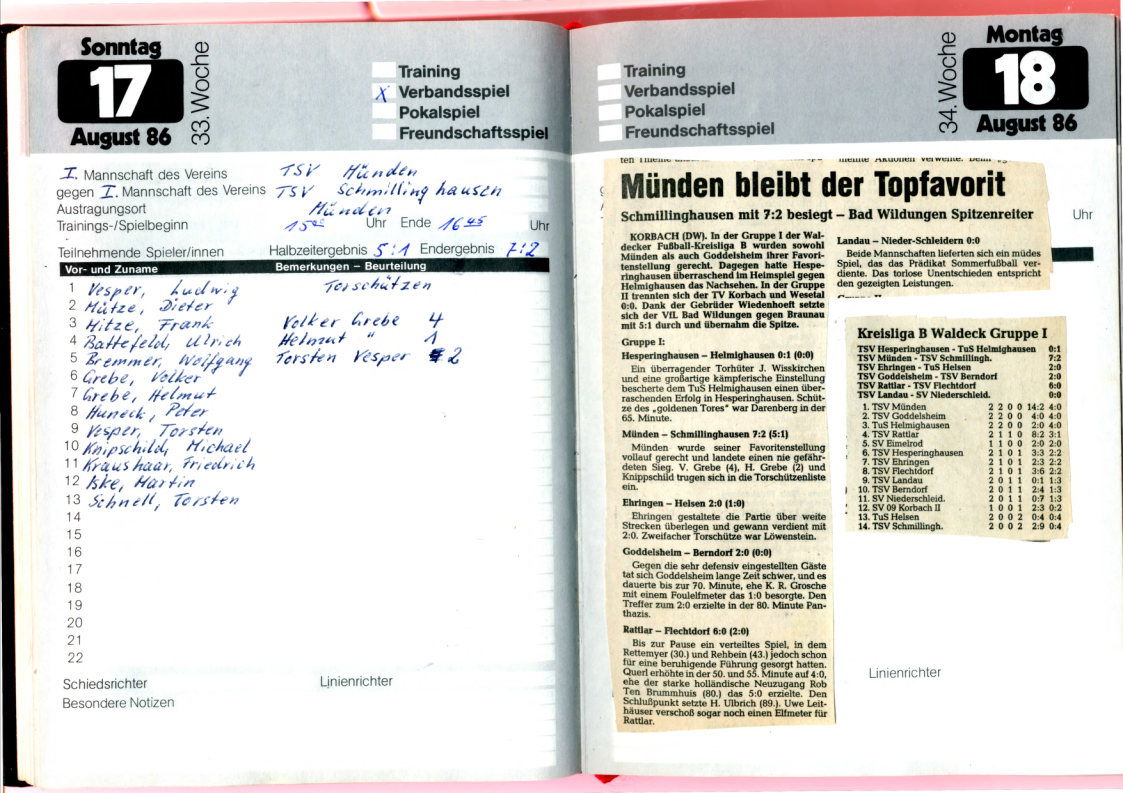 Sonntag
17
August 86
33. Woche
Training
X Verbandsspiel
Pokalspiel
Freundschaftsspiel
I. Mannschaft des Vereins TSV Münden
gegen I. Mannschaft des Vereins TSV Schmillinghausen
Austragungsort Münden
Trainings-/Spielbeginn 15 Uhr Ende 16 45 Uhr
Teilnehmende Spieler/innen Halbzeitergebnis 5:1 Endergebnis 7:2
Vor- und Zuname Bemerkungen – Beurteilung
1 Vesper, Ludwig Torschützen
2 Mütze, Dieter
3 Hitze, Frank Volker Grebe 4
4 Battefeld, Ulrich Helmut " 1
5 Bremmer, Wolfgang Torsten Vesper 2
6 Grebe, Volker
7 Grebe, Helmut
8 Huneck, Peter
9 Vesper, Torsten
10 Knipschild, Michael
11 Kraushaar, Friedrich
12 Iske, Martin
13 Schnell, Torsten
14
15
16
17
18
19
20
21
22
Schiedsrichter Linienrichter
Besondere Notizen
Training
Verbandsspiel
Pokalspiel
Freundschaftsspiel
34. Woche
Montag
18
August 86
Uhr
Münden bleibt der Topfavorit
Schmillinghausen mit 7:2 besiegt – Bad Wildungen Spitzenreiter
KORBACH (DW). In der Gruppe I der Wal-
decker Fußball-Kreisliga B wurden sowohl
Münden als auch Goddelsheim ihrer Favori-
tenstellung gerecht. Dagegen hatte Hespe-
ringhausen überraschend im Heimspiel gegen
Helmighausen das Nachsehen. In der Gruppe
II trennten sich der TV Korbach und Wesetal
0:0. Dank der Gebrüder Wiedenhoeft setzte
sich der VfL Bad Wildungen gegen Braunau
mit 5:1 durch und übernahm die Spitze.
Gruppe I:
Hesperinghausen – Helmighausen 0:1 (0:0)
Ein überragender Torhüter J. Wisskirchen
und eine großartige kämpferische Einstellung
bescherte dem TuS Helmighausen einen über-
raschenden Erfolg in Hesperinghausen. Schüt-
ze des „goldenen Tores" war Darenberg in der
65. Minute.
Münden – Schmillinghausen 7:2 (5:1)
Münden wurde seiner Favoritenstellung
vollauf gerecht und landete einen nie gefähr-
deten Sieg. V. Grebe (4), H. Grebe (2) und
Knippschild trugen sich in die Torschützenliste
ein.
Ehringen – Helsen 2:0 (1:0)
Ehringen gestaltete die Partie über weite
Strecken überlegen und gewann verdient mit
2:0. Zweifacher Torschütze war Löwenstein.
Goddelsheim – Berndorf 2:0 (0:0)
Gegen die sehr defensiv eingestellten Gäste
tat sich Goddelsheim lange Zeit schwer, und es
dauerte bis zur 70. Minute, ehe K. R. Grosche
mit einem Foulelfmeter das 1:0 besorgte. Den
Treffer zum 2:0 erzielte in der 80. Minute Pan-
thazis.
Rattlar – Flechtdorf 6:0 (2:0)
Bis zur Pause ein verteiltes Spiel, in dem
Rettemyer (30.) und Rehbein (43.) jedoch schon
für eine beruhigende Führung gesorgt hatten.
Querl erhöhte in der 50. und 55. Minute auf 4:0,
ehe der starke holländische Neuzugang Rob
Ten Brummhuis (80.) das 5:0 erzielte. Den
Schlußpunkt setzte H. Ulbrich (89.). Uwe Leit-
häuser verschoß sogar noch einen Elfmeter für
Rattlar.
Landau – Nieder-Schleidern 0:0
Beide Mannschaften lieferten sich ein müdes
Spiel, das das Prädikat Sommerfußball ver-
diente. Das torlose Unentschieden entspricht
den gezeigten Leistungen.
Kreisliga B Waldeck Gruppe I
TSV Hesperinghausen - TuS Helmighausen 0:1
TSV Münden - TSV Schmillingh. 7:2
TSV Ehringen - TuS Helsen 2:0
TSV Goddelsheim - TSV Berndorf 2:0
TSV Rattlar - TSV Flechtdorf 6:0
TSV Landau - SV Niederschleid. 0:0
1. TSV Münden 2 2 0 0 14:2 4:0
2. TSV Goddelsheim 2 2 0 0 4:0 4:0
3. TuS Helmighausen 2 2 0 0 2:0 4:0
4. TSV Rattlar 2 1 1 0 8:2 3:1
5. SV Eimelrod 1 1 0 0 2:0 2:0
6. TSV Hesperinghausen 2 1 0 1 3:3 2:2
7. TSV Ehringen 2 1 0 1 2:3 2:2
8. TSV Flechtdorf 2 1 0 1 3:6 2:2
9. TSV Landau 2 0 1 1 0:1 1:3
10. TSV Berndorf 2 0 1 1 2:4 1:3
11. SV Niederschleid. 2 0 1 1 0:7 1:3
12. SV 09 Korbach II 1 0 0 1 2:3 0:2
13. TuS Helsen 2 0 0 2 0:4 0:4
14. TSV Schmillingh. 2 0 0 2 2:9 0:4
Linienrichter